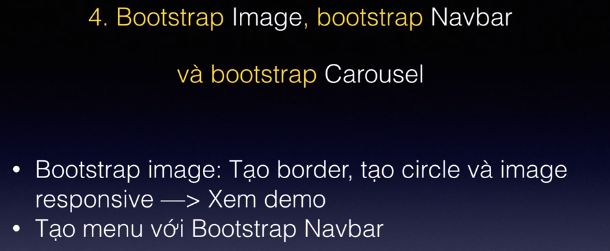 4. Bootstrap Image, bootstrap Navbar
và bootstrap Carousel
• Bootstrap image: Tạo border, tạo circle và image
responsive —> Xem demo
• Tạo menu với Bootstrap Navbar